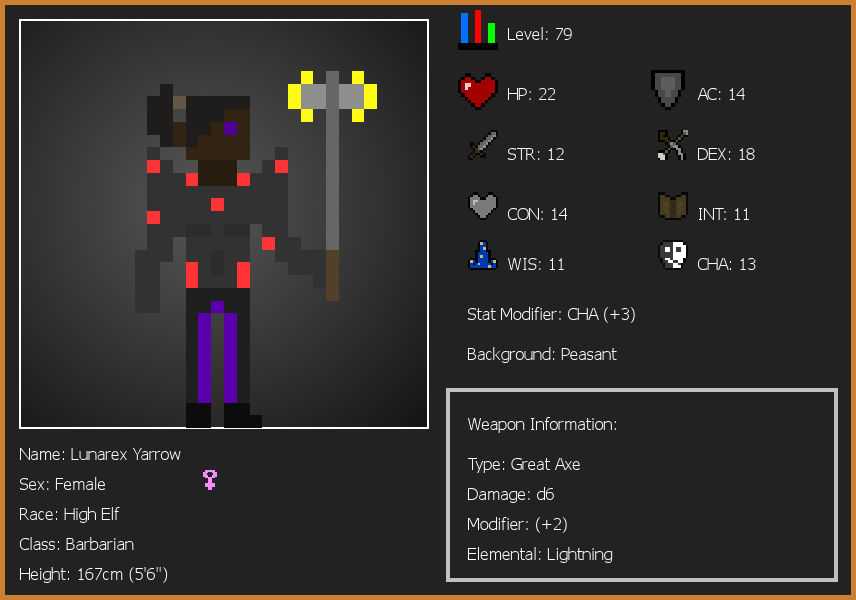 Level: 79
HP: 22
AC: 14
STR: 12
DEX: 18
CON: 14
INT: 11
WIS: 11
CHA: 13
Stat Modifier: CHA (+3)
Background: Peasant
Weapon Information:
Type: Great Axe
Damage: d6
Modifier: (+2)
Elemental: Lightning
Name: Lunarex Yarrow
Sex: Female
Race: High Elf
Class: Barbarian
Height: 167cm (5'6")